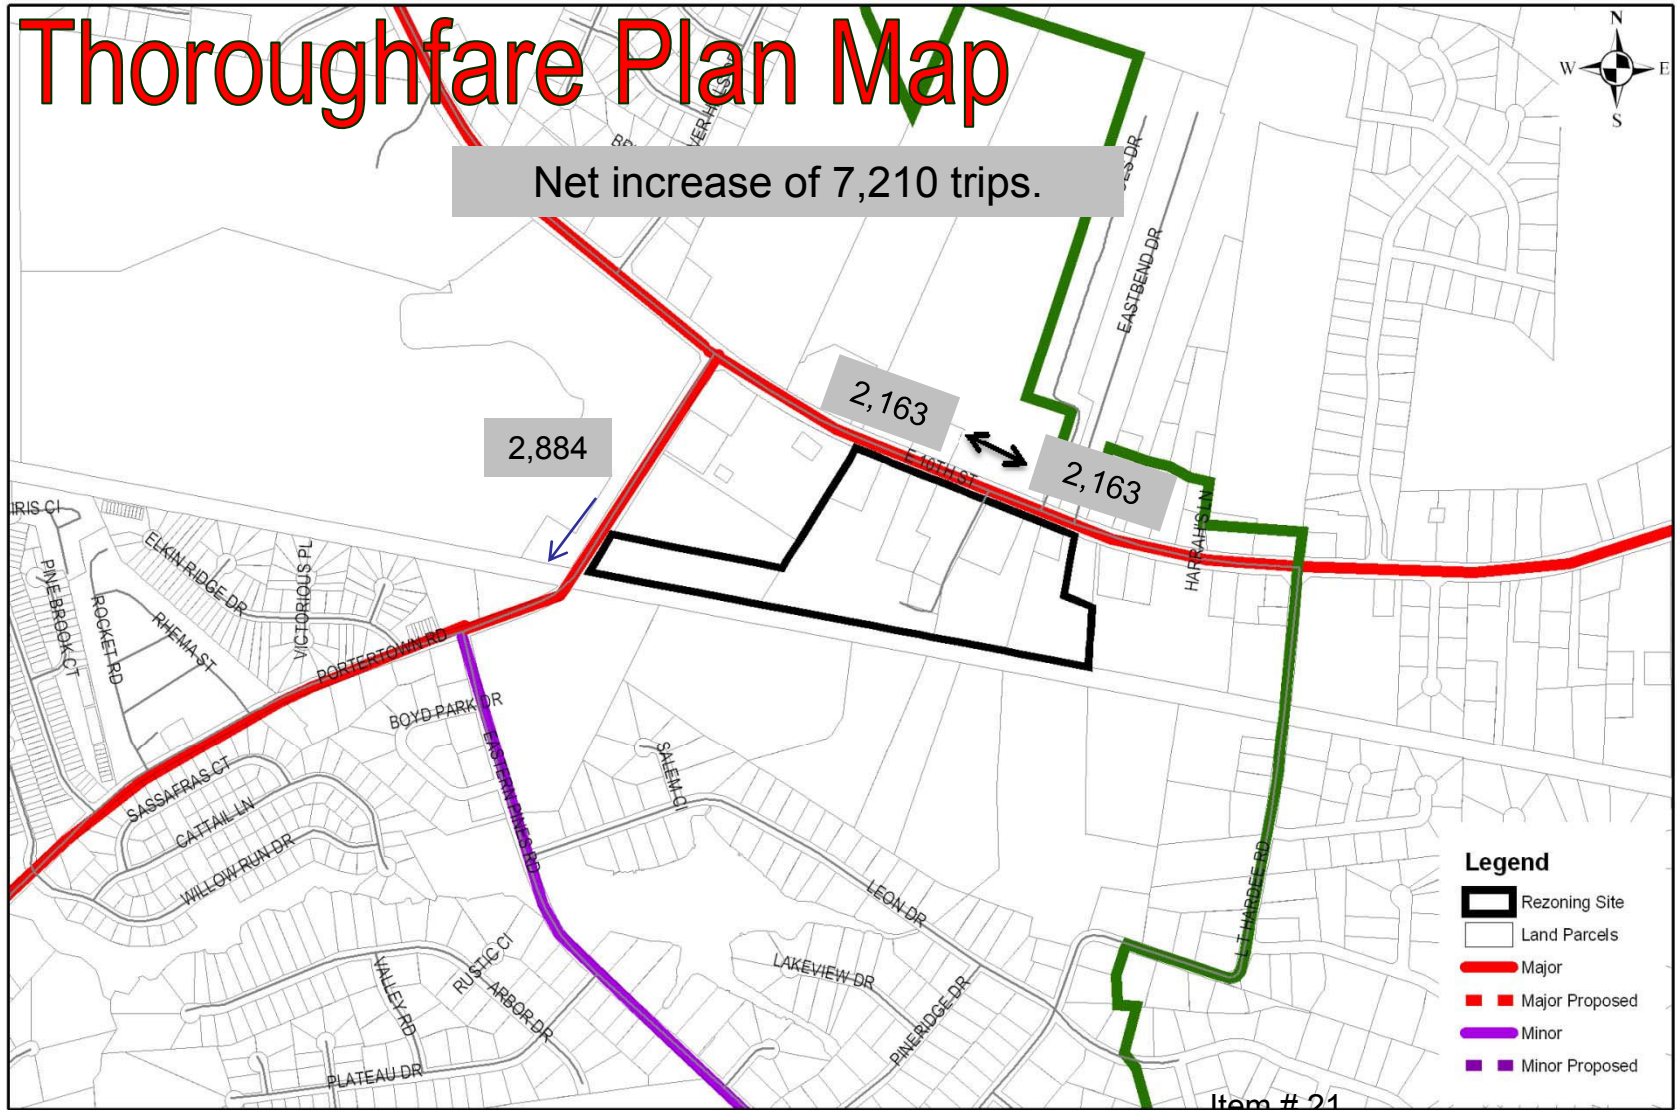 Thoroughfare Plan Map
N
W E
S
Net increase of 7,210 trips.
EASTBEND DR
2,163
2,884
E 10TH ST
2,163
HARRAH'S LN
IRIS CI
ELKIN RIDGE DR
VICTORIOUS PL
PINE BROOK CT
ROCKET RD
RHEMA ST
PORTERTOWN RD
BOYD PARK DR
EASTERN PINES RD
SALEM CI
SASSAFRAS CT
CATTAIL LN
WILLOW RUN DR
LEON DR
L T HARDEE RD
RUSTIC CI
VALLEY RD
ARBOR DR
LAKEVIEW DR
PINERIDGE DR
PLATEAU DR
Legend
Rezoning Site
Land Parcels
Major
Major Proposed
Minor
Minor Proposed
Item # 21